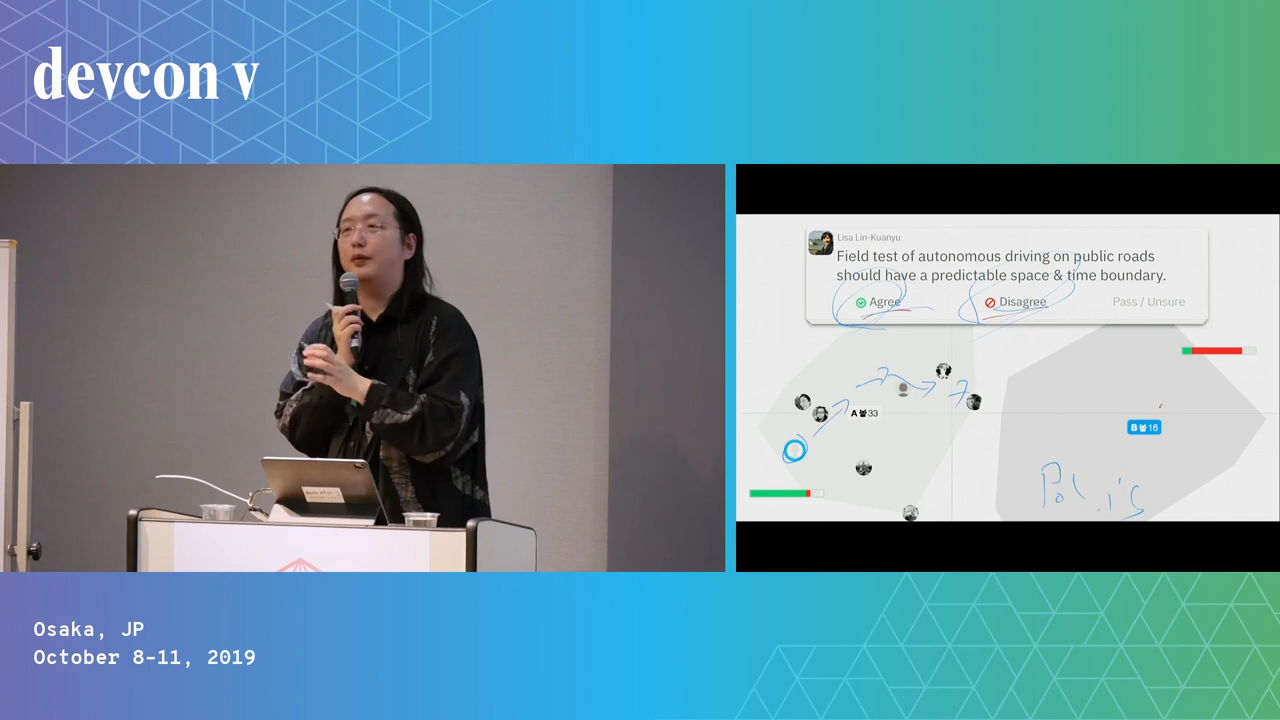 devcon v
Lisa Lin-Kuanyu
Field test of autonomous driving on public roads
should have a predictable space & time boundary.
Agree
Disagree
Pass / Unsure
A 33
B 16
Pol.is
Osaka, JP
October 8-11, 2019